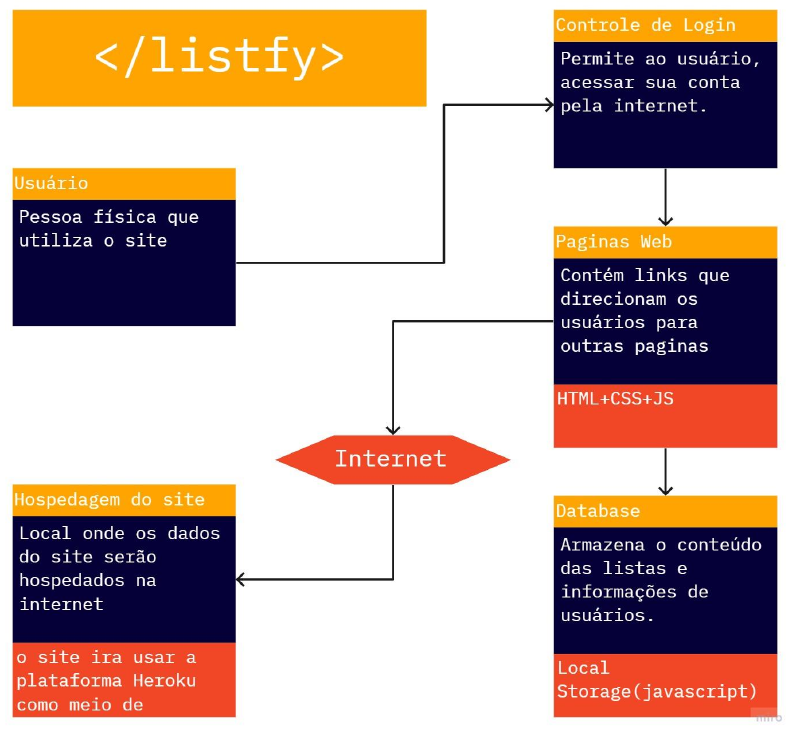 </listfy>
Controle de Login
Permite ao usuário,
acessar sua conta
pela internet.
Usuário
Pessoa física que
utiliza o site
Paginas Web
Contém links que
direcionam os
usuários para
outras paginas
HTML+CSS+JS
Internet
Hospedagem do site
Local onde os dados
do site serão
hospedados na
internet
o site ira usar a
plataforma Heroku
como meio de
Database
Armazena o conteúdo
das listas e
informações de
usuários.
Local
Storage(javascript)
miro